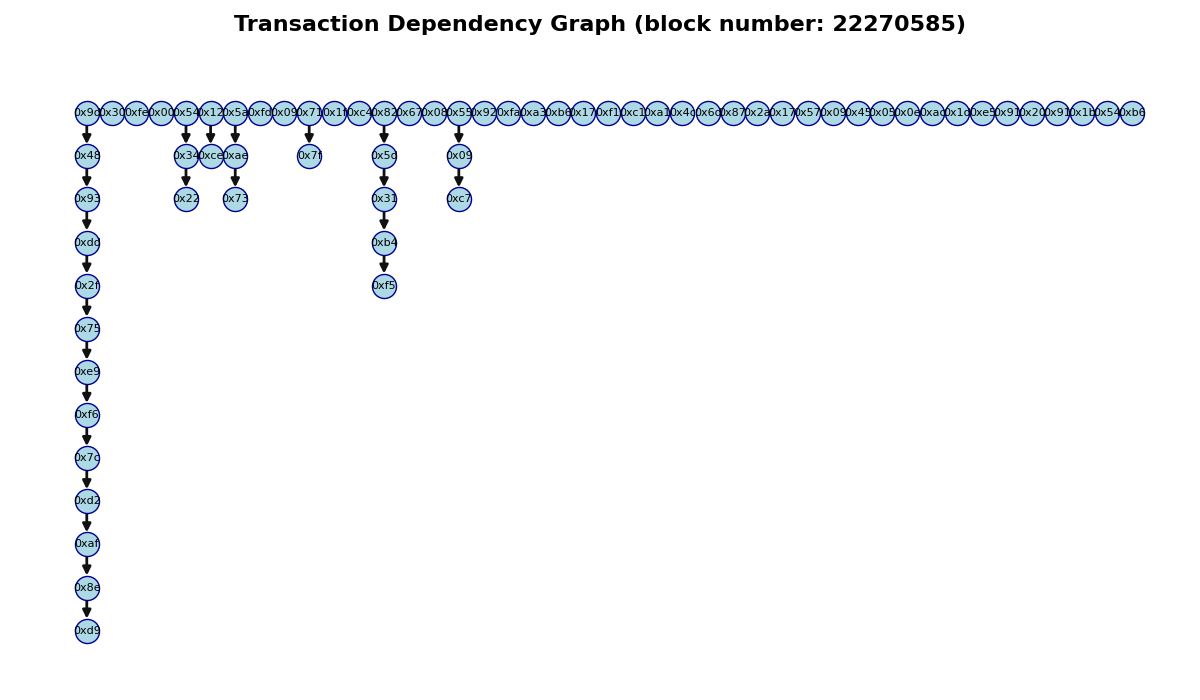 Transaction Dependency Graph (block number: 22270585)
0x9d 0x30 0xfe 0x00 0x54 0x12 0x5a 0xfd 0x09 0x71 0x1f 0xc4 0x82 0x67 0x08 0x55 0x92 0xfa 0xa3 0xb6 0x17 0xf1 0xc1 0xa1 0x4c 0x6d 0x87 0x2a 0x17 0x57 0x09 0x45 0x05 0x0e 0xad 0x1d 0xe5 0x91 0x20 0x91 0x1b 0x54 0xb6
0x48 0x34 0xce 0xae 0x7f 0x5d 0x09
0x93 0x22 0x73 0x31 0xc7
0xdd 0xb4
0x2f 0xf5
0x75
0xe9
0xf6
0x7c
0xd2
0xaf
0x8e
0xd9